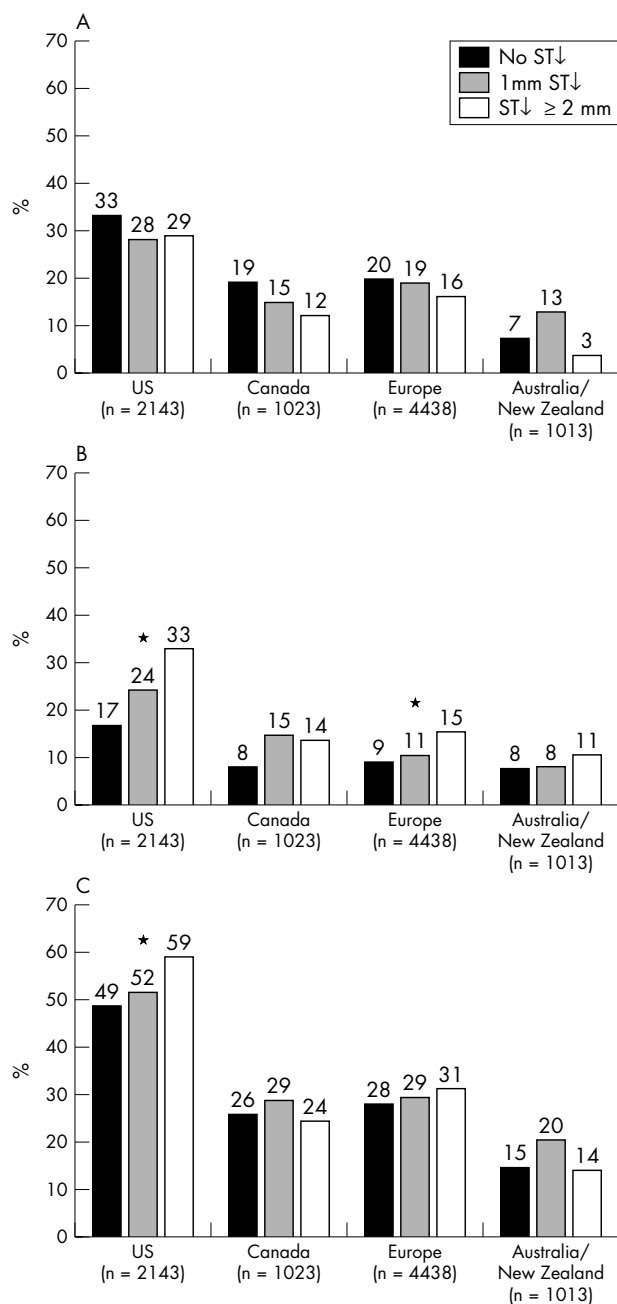 A
70
60
50
40
30
20
10
0
%
No ST↓
1mm ST↓
ST↓ ≥ 2 mm
33 28 29
19 15 12
20 19 16
7 13 3
US
(n = 2143)
Canada
(n = 1023)
Europe
(n = 4438)
Australia/
New Zealand
(n = 1013)
B
70
60
50
40
30
20
10
0
%
17 24 33
★
8 15 14
9 11 15
★
8 8 11
US
(n = 2143)
Canada
(n = 1023)
Europe
(n = 4438)
Australia/
New Zealand
(n = 1013)
C
70
60
50
40
30
20
10
0
%
49 52 59
★
26 29 24
28 29 31
15 20 14
US
(n = 2143)
Canada
(n = 1023)
Europe
(n = 4438)
Australia/
New Zealand
(n = 1013)